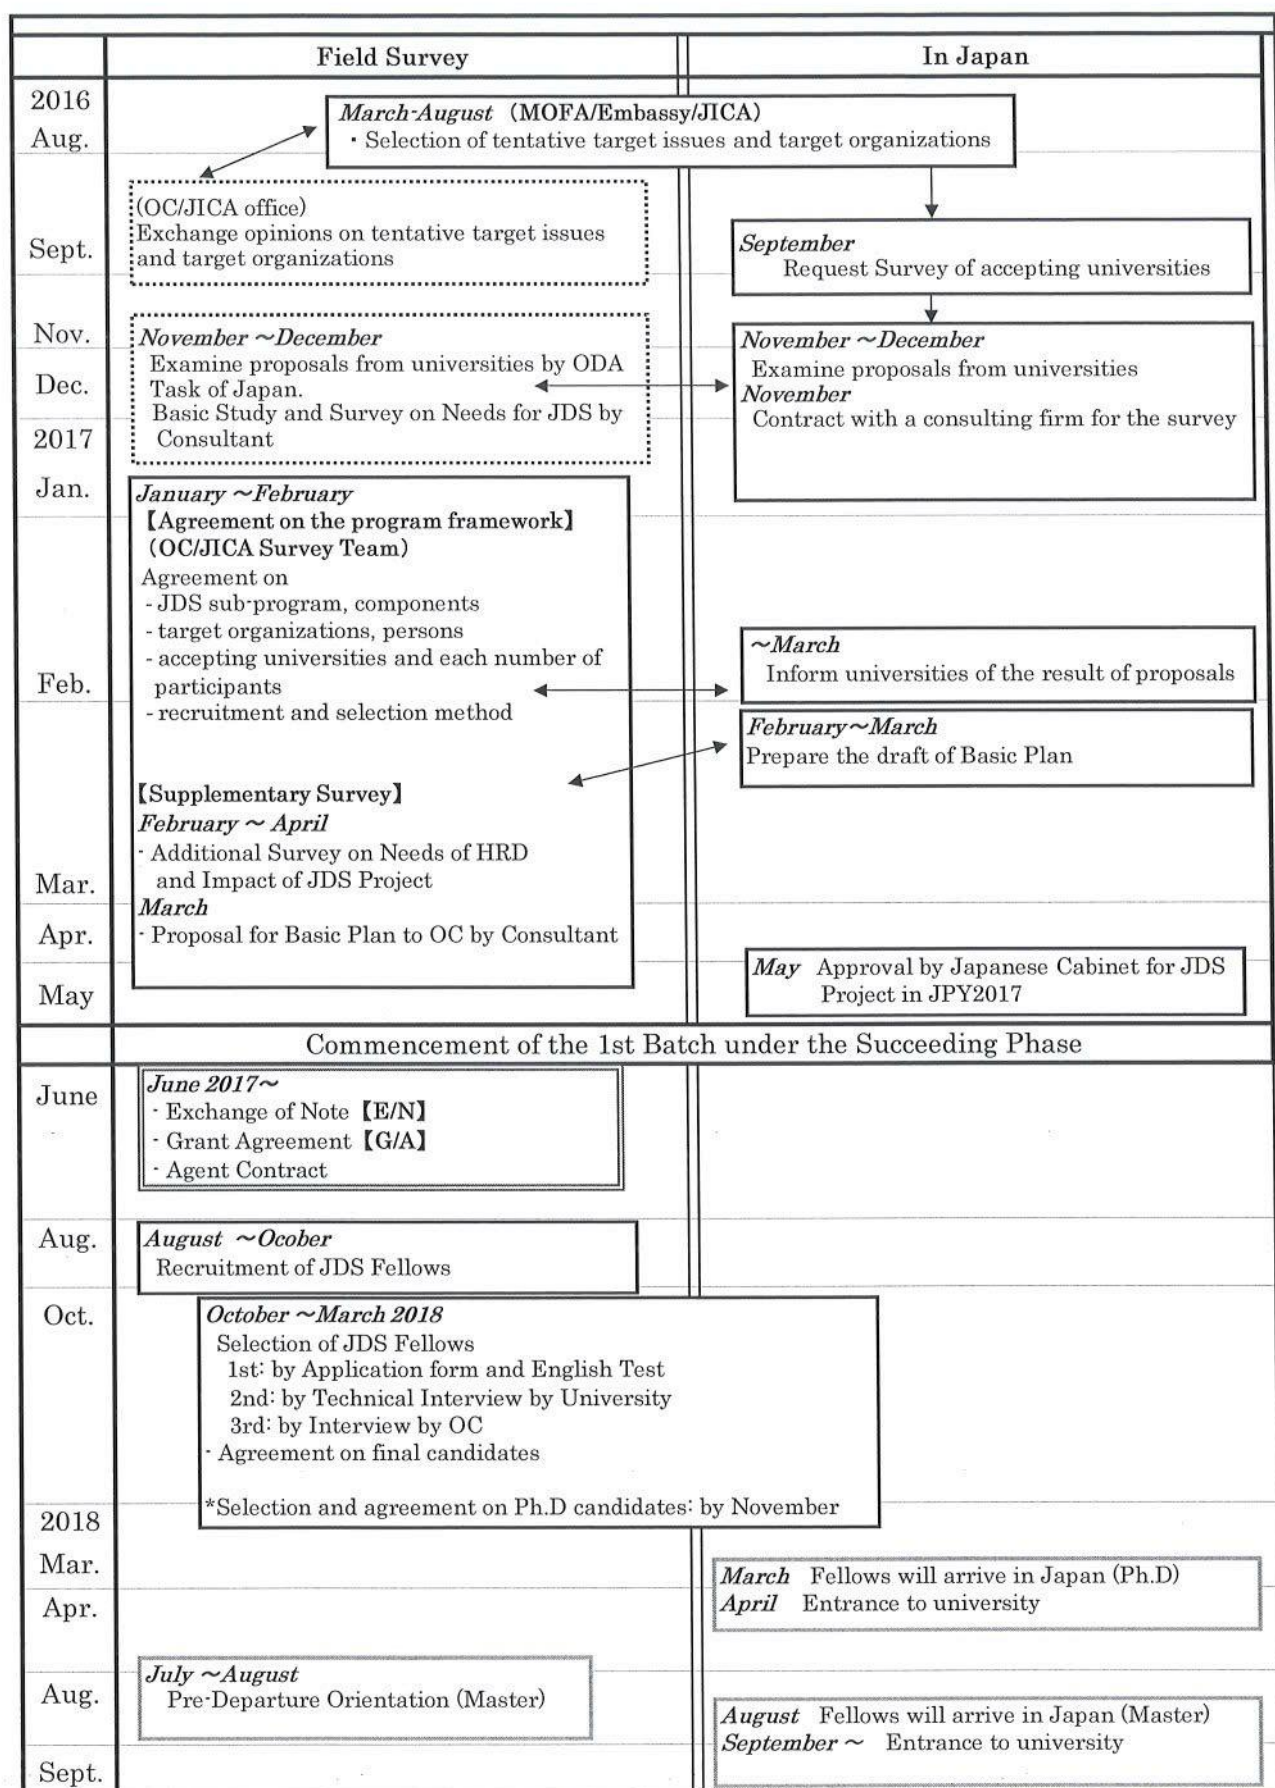 Field Survey
In Japan
2016
Aug.
March-August (MOFA/Embassy/JICA)
・Selection of tentative target issues and target organizations
(OC/JICA office)
Exchange opinions on tentative target issues
and target organizations
Sept.
September
Request Survey of accepting universities
Nov.
Dec.
2017
November ～December
Examine proposals from universities by ODA
Task of Japan.
Basic Study and Survey on Needs for JDS by
Consultant
November ～December
Examine proposals from universities
November
Contract with a consulting firm for the survey
Jan.
January ～February
【Agreement on the program framework】
(OC/JICA Survey Team)
Agreement on
- JDS sub-program, components
- target organizations, persons
- accepting universities and each number of
participants
- recruitment and selection method
Feb.
～March
Inform universities of the result of proposals
February～March
Prepare the draft of Basic Plan
【Supplementary Survey】
February ～ April
- Additional Survey on Needs of HRD
and Impact of JDS Project
Mar.
March
- Proposal for Basic Plan to OC by Consultant
Apr.
May
May Approval by Japanese Cabinet for JDS
Project in JPY2017
Commencement of the 1st Batch under the Succeeding Phase
June
June 2017～
- Exchange of Note【E/N】
- Grant Agreement【G/A】
- Agent Contract
Aug.
August ～Ocober
Recruitment of JDS Fellows
Oct.
October ～March 2018
Selection of JDS Fellows
1st: by Application form and English Test
2nd: by Technical Interview by University
3rd: by Interview by OC
- Agreement on final candidates
*Selection and agreement on Ph.D candidates: by November
2018
Mar.
Apr.
March Fellows will arrive in Japan (Ph.D)
April Entrance to university
Aug.
July ～August
Pre-Departure Orientation (Master)
August Fellows will arrive in Japan (Master)
September ～ Entrance to university
Sept.